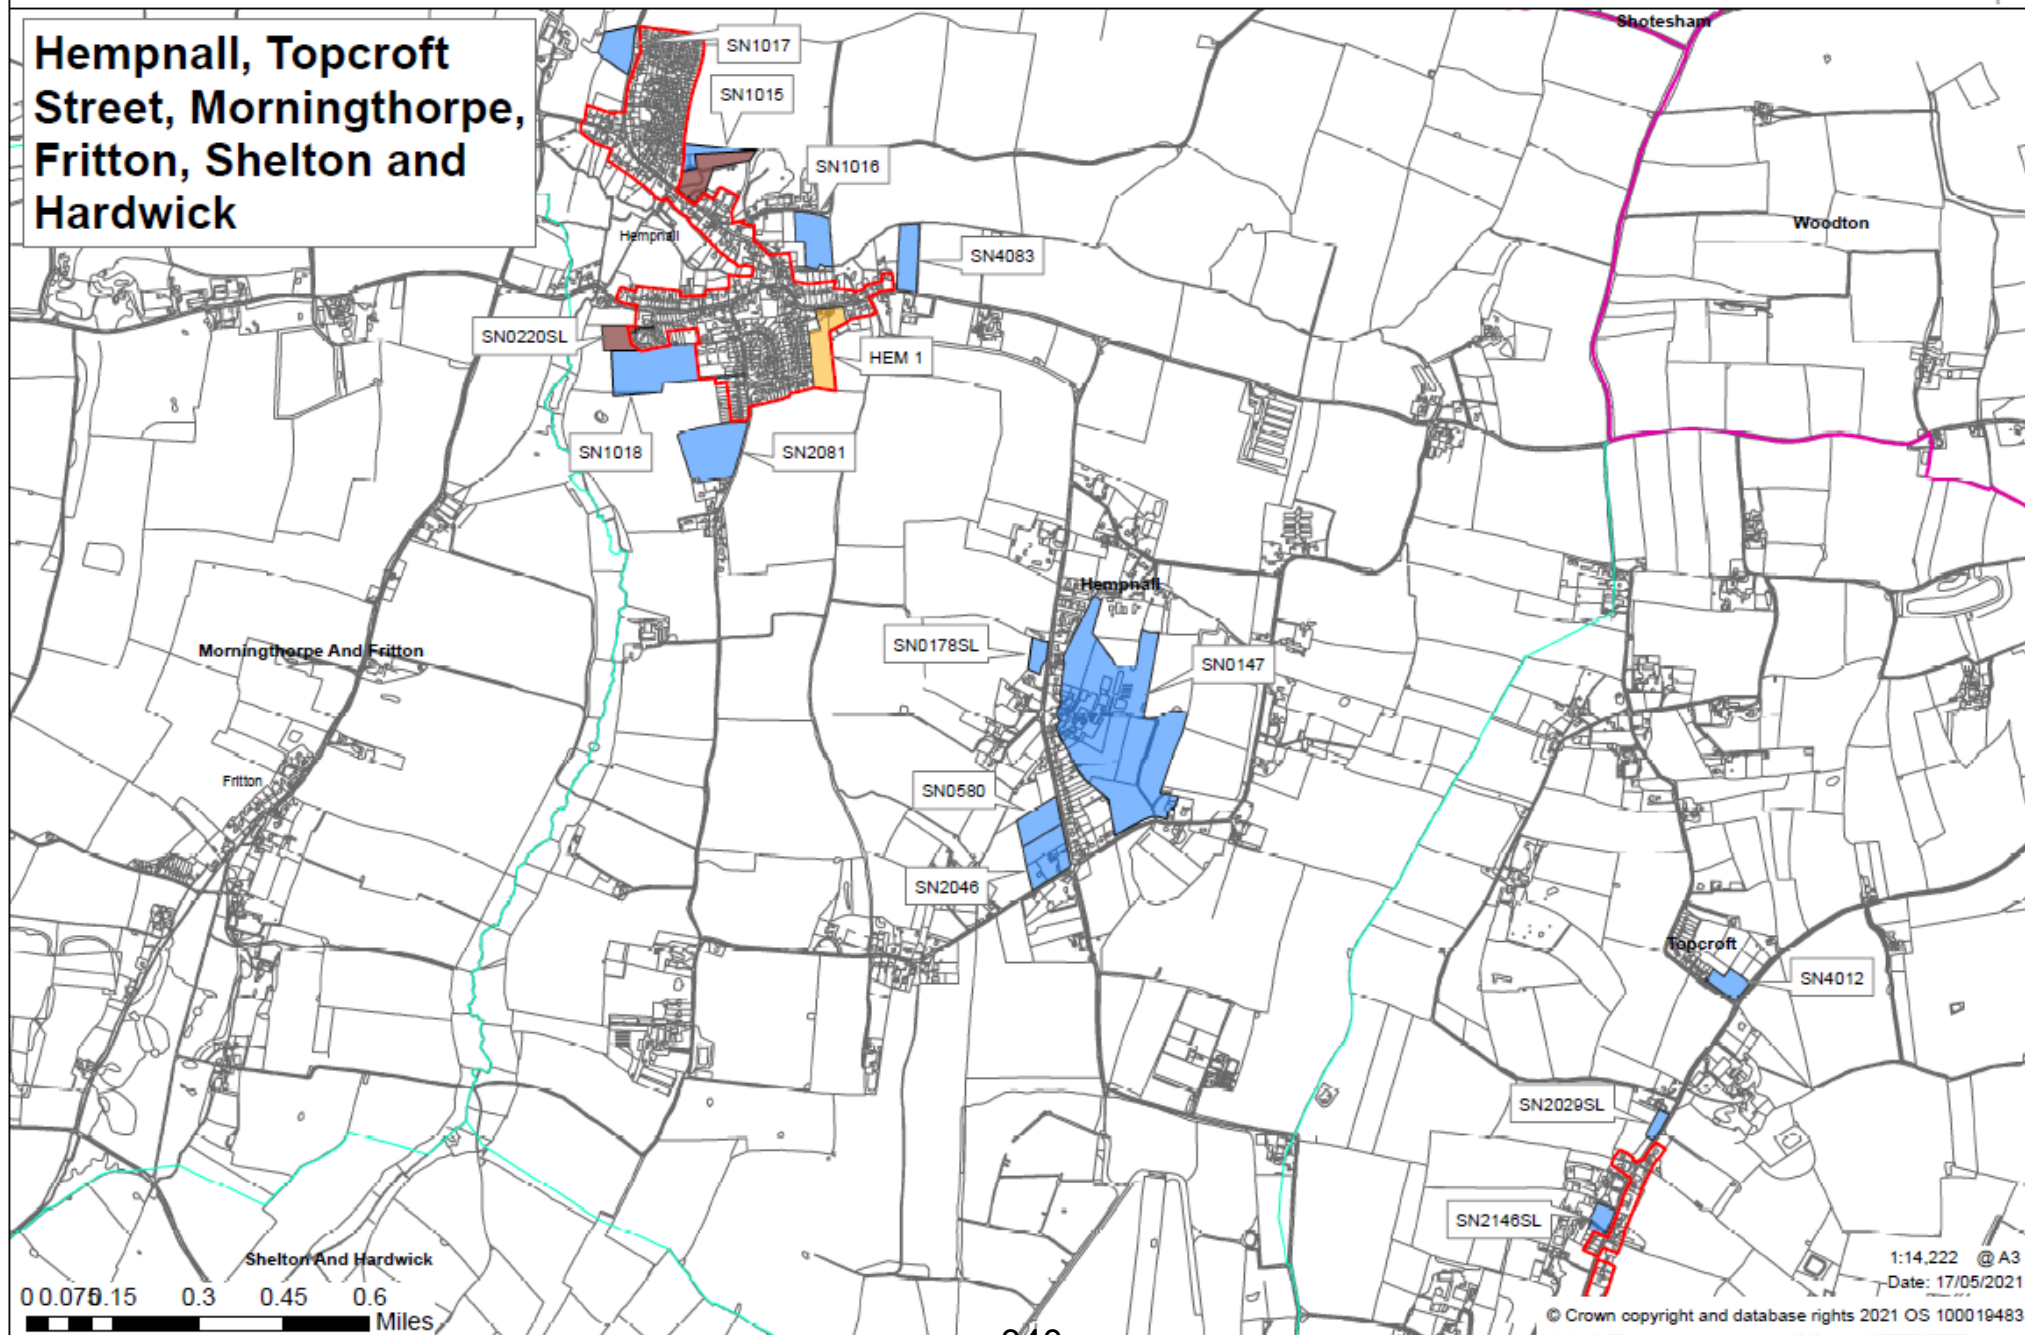 Hempnall, Topcroft
Street, Morningthorpe,
Fritton, Shelton and
Hardwick
Shotesham
SN1017
SN1015
SN1016
Woodton
Hempnall
SN4083
SN0220SL
HEM 1
SN1018
SN2081
Hempnall
SN0178SL
Morningthorpe And Fritton
SN0147
Fritton
SN0580
SN2046
Topcroft
SN4012
SN2029SL
SN2146SL
Shelton And Hardwick
1:14,222 @ A3
Date: 17/05/2021
0 0.075 0.15 0.3 0.45 0.6
Miles
© Crown copyright and database rights 2021 OS 100019483